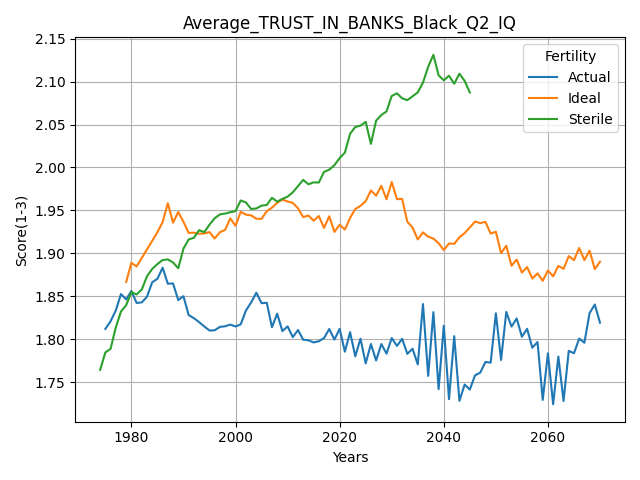 Average_TRUST_IN_BANKS_Black_Q2_IQ
Score(1-3)
2.15
2.10
2.05
2.00
1.95
1.90
1.85
1.80
1.75
Fertility
Actual
Ideal
Sterile
1980 2000 2020 2040 2060
Years